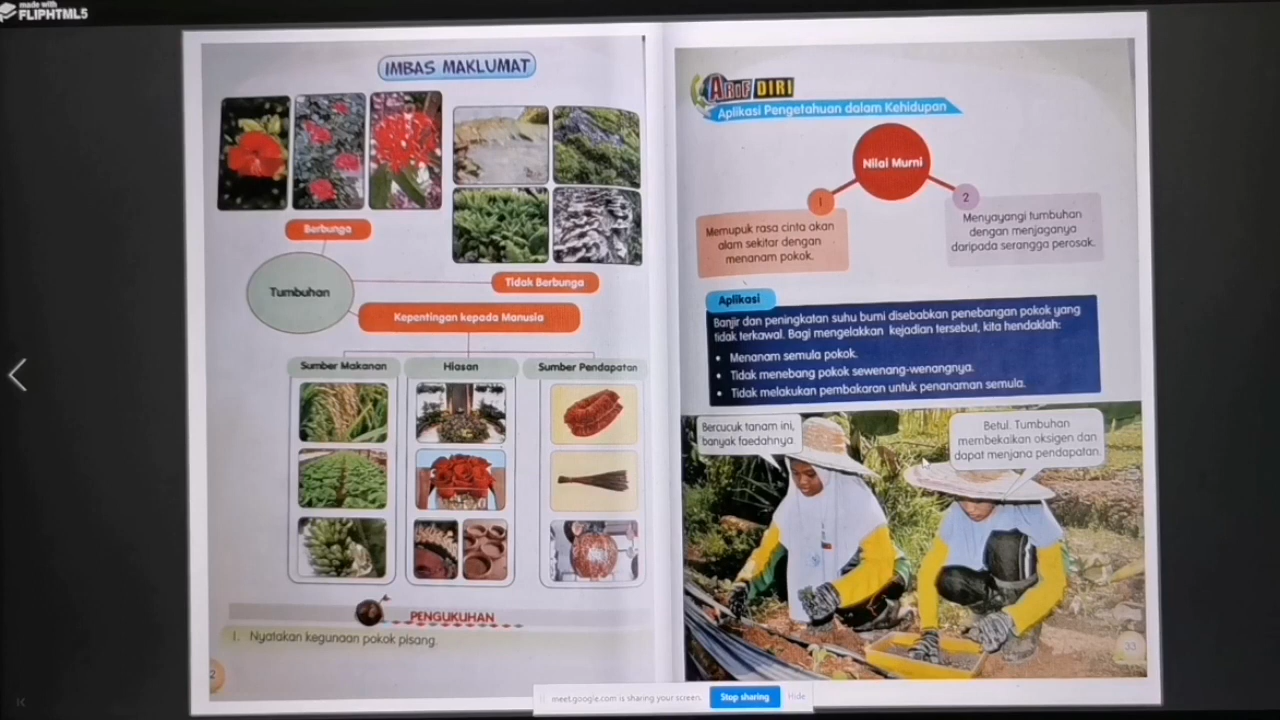 made with
FLIPHTML5
IMBAS MAKLUMAT
Berbunga
Tumbuhan
Tidak Berbunga
Kepentingan kepada Manusia
Sumber Makanan
Hiasan
Sumber Pendapatan
PENGUKUHAN
1. Nyatakan kegunaan pokok pisang.
2
ARIF DIRI
Aplikasi Pengetahuan dalam Kehidupan
Nilai Murni
1
Memupuk rasa cinta akan
alam sekitar dengan
menanam pokok.
2
Menyayangi tumbuhan
dengan menjaganya
daripada serangga perosak.
Aplikasi
Banjir dan peningkatan suhu bumi disebabkan penebangan pokok yang
tidak terkawal. Bagi mengelakkan kejadian tersebut, kita hendaklah:
• Menanam semula pokok.
• Tidak menebang pokok sewenang-wenangnya.
• Tidak melakukan pembakaran untuk penanaman semula.
Bercucuk tanam ini,
banyak faedahnya.
Betul. Tumbuhan
membekalkan oksigen dan
dapat menjana pendapatan.
33
meet.google.com is sharing your screen.
Stop sharing
Hide